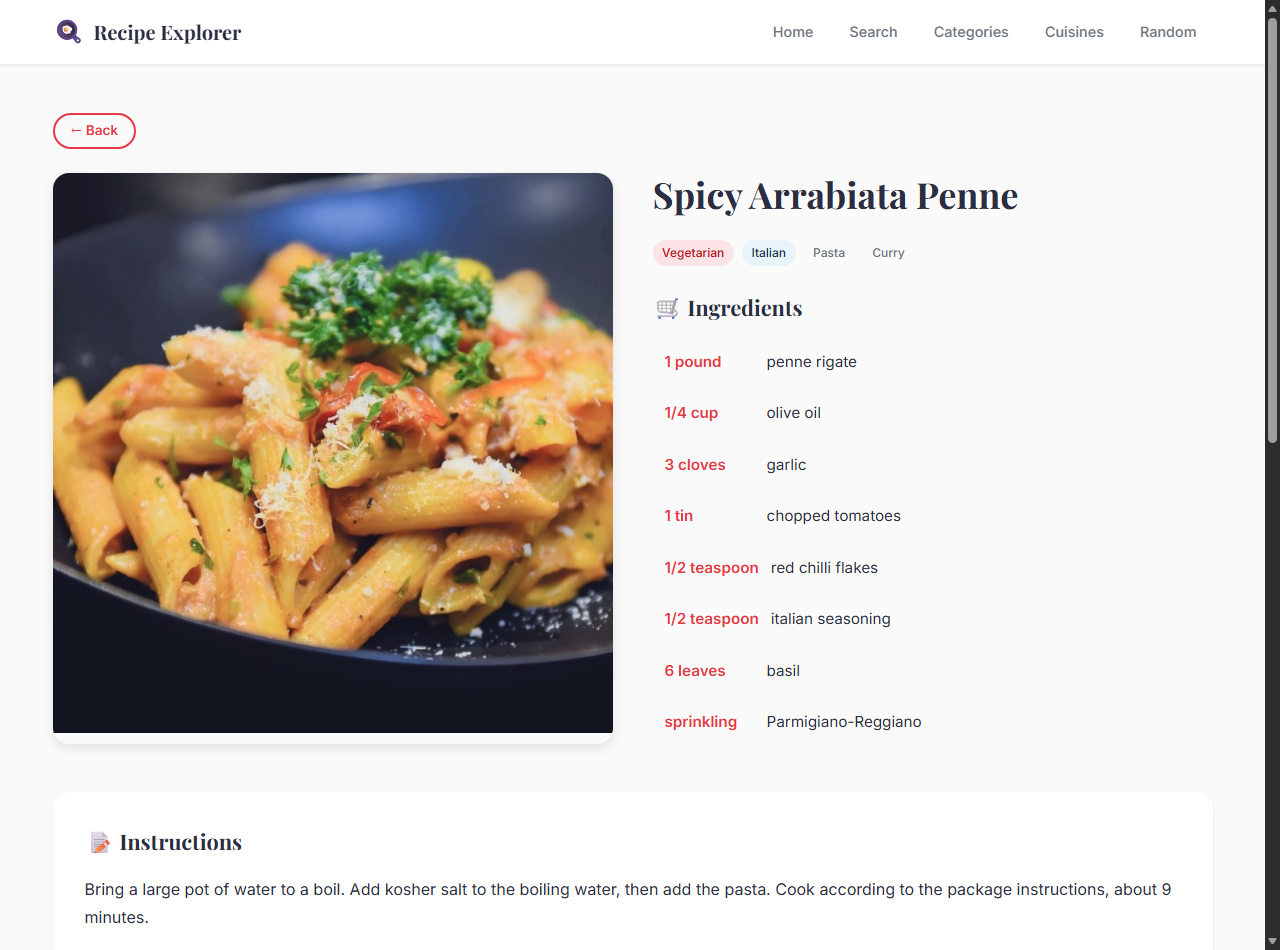 Recipe Explorer
Home Search Categories Cuisines Random
← Back
Spicy Arrabiata Penne
Vegetarian Italian Pasta Curry
Ingredients
1 pound penne rigate
1/4 cup olive oil
3 cloves garlic
1 tin chopped tomatoes
1/2 teaspoon red chilli flakes
1/2 teaspoon italian seasoning
6 leaves basil
sprinkling Parmigiano-Reggiano
Instructions
Bring a large pot of water to a boil. Add kosher salt to the boiling water, then add the pasta. Cook according to the package instructions, about 9
minutes.